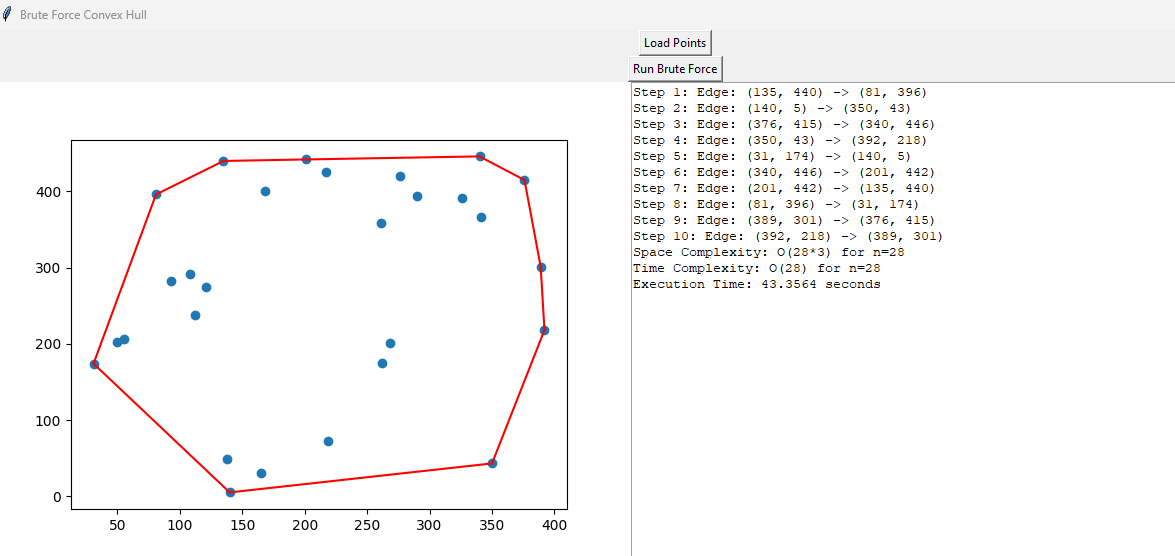 Brute Force Convex Hull
Load Points
Run Brute Force
Step 1: Edge: (135, 440) -> (81, 396)
Step 2: Edge: (140, 5) -> (350, 43)
Step 3: Edge: (376, 415) -> (340, 446)
Step 4: Edge: (350, 43) -> (392, 218)
Step 5: Edge: (31, 174) -> (140, 5)
Step 6: Edge: (340, 446) -> (201, 442)
Step 7: Edge: (201, 442) -> (135, 440)
Step 8: Edge: (81, 396) -> (31, 174)
Step 9: Edge: (389, 301) -> (376, 415)
Step 10: Edge: (392, 218) -> (389, 301)
Space Complexity: O(28*3) for n=28
Time Complexity: O(28) for n=28
Execution Time: 43.3564 seconds
400
300
200
100
0
50 100 150 200 250 300 350 400